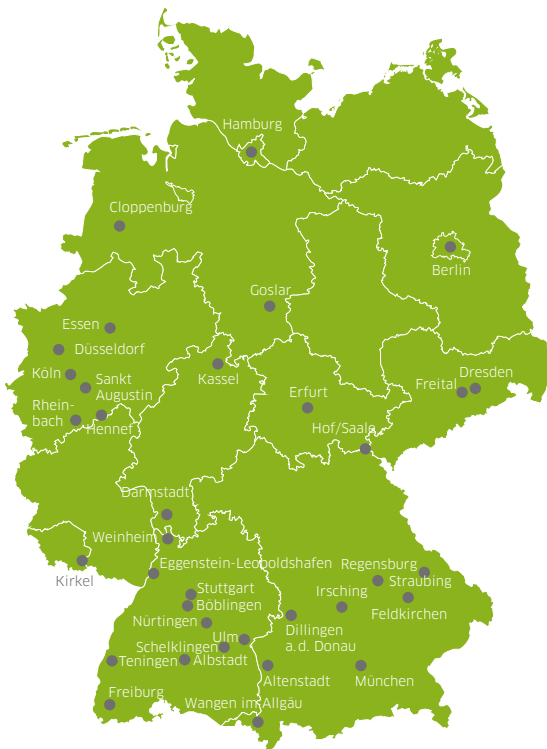 Hamburg
Cloppenburg
Berlin
Goslar
Essen
Düsseldorf
Köln
Sankt
Augustin
Rhein-
bach
Hennef
Kassel
Erfurt
Dresden
Freital
Hof/Saale
Darmstadt
Weinheim
Kirkel
Eggenstein-Leopoldshafen
Regensburg
Straubing
Stuttgart
Böblingen
Irsching
Feldkirchen
Nürtingen
Ulm
Dillingen
a.d. Donau
Schelklingen
Teningen
Albstadt
Altenstadt
München
Freiburg
Wangen im Allgäu